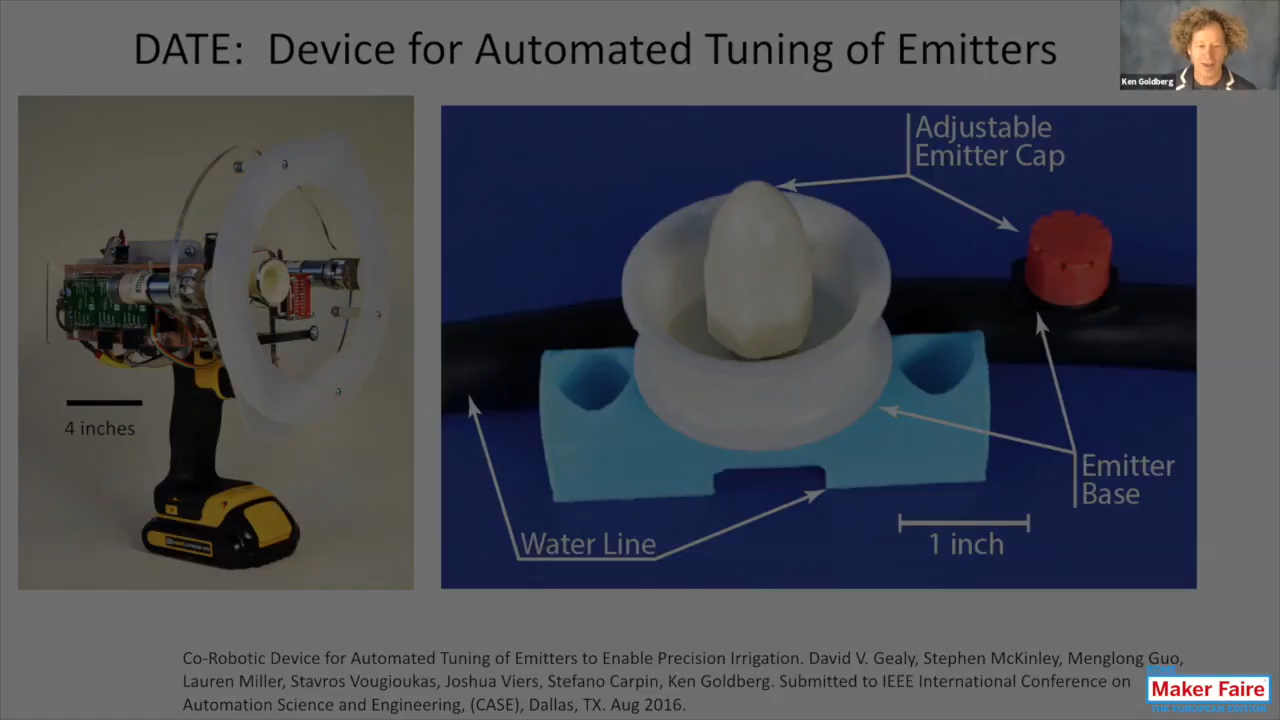 DATE: Device for Automated Tuning of Emitters
Ken Goldberg
Adjustable
Emitter Cap
4 inches
Emitter
Base
Water Line
1 inch
Co-Robotic Device for Automated Tuning of Emitters to Enable Precision Irrigation. David V. Gealy, Stephen McKinley, Menglong Guo,
Lauren Miller, Stavros Vougioukas, Joshua Viers, Stefano Carpin, Ken Goldberg. Submitted to IEEE International Conference on
Automation Science and Engineering, (CASE), Dallas, TX. Aug 2016.
Maker Faire
THE EUROPEAN EDITION